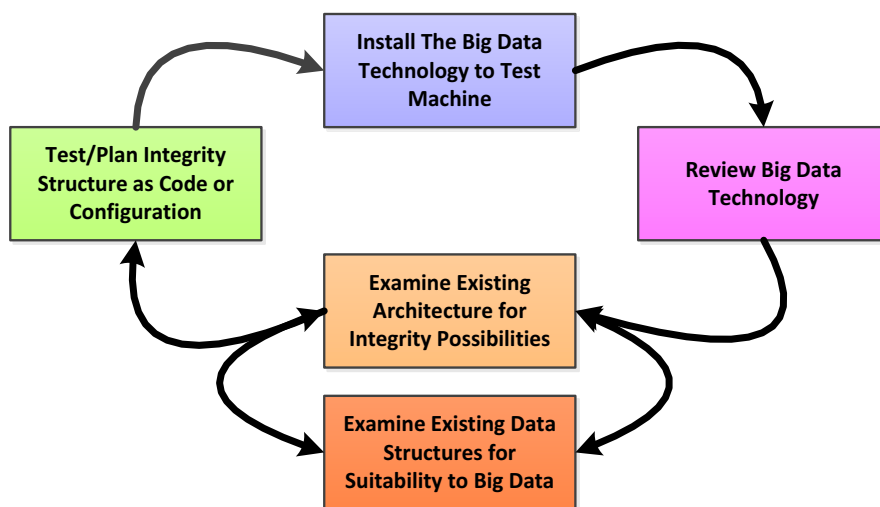 Install The Big Data
Technology to Test
Machine
Test/Plan Integrity
Structure as Code or
Configuration
Review Big Data
Technology
Examine Existing
Architecture for
Integrity Possibilities
Examine Existing Data
Structures for
Suitability to Big Data